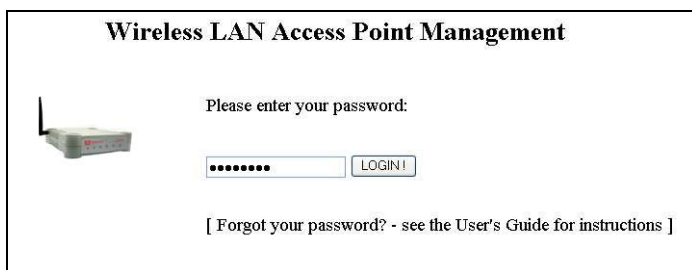 Wireless LAN Access Point Management
Please enter your password:
●●●●●●●● LOGIN !
[ Forgot your password? - see the User's Guide for instructions ]